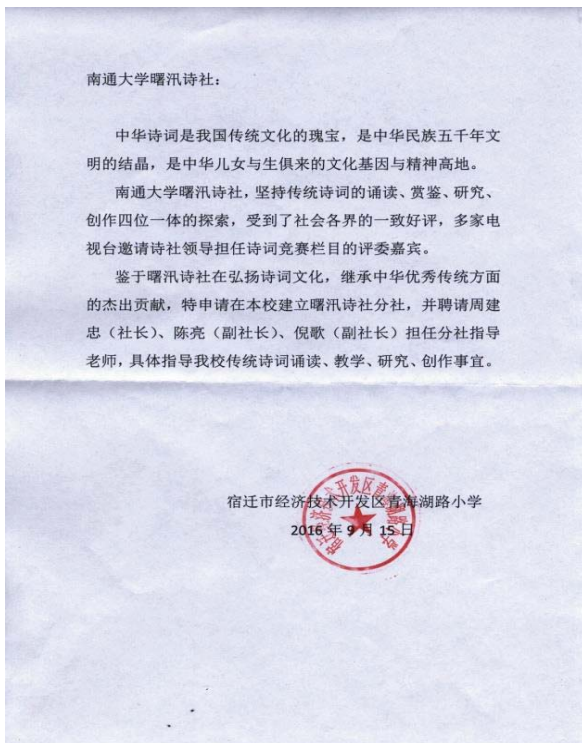 南通大学曙汛诗社：
中华诗词是我国传统文化的瑰宝，是中华民族五千年文
明的结晶，是中华儿女与生俱来的文化基因与精神高地。
南通大学曙汛诗社，坚持传统诗词的诵读、赏鉴、研究、
创作四位一体的探索，受到了社会各界的一致好评，多家电
视台邀请诗社领导担任诗词竞赛栏目的评委嘉宾。
鉴于曙汛诗社在弘扬诗词文化，继承中华优秀传统方面
的杰出贡献，特申请在本校建立曙汛诗社分社，并聘请周建
忠（社长）、陈亮（副社长）、倪歌（副社长）担任分社指导
老师，具体指导我校传统诗词诵读、教学、研究、创作事宜。
宿迁市经济技术开发区青海湖路小学
2016 年 9 月 15 日